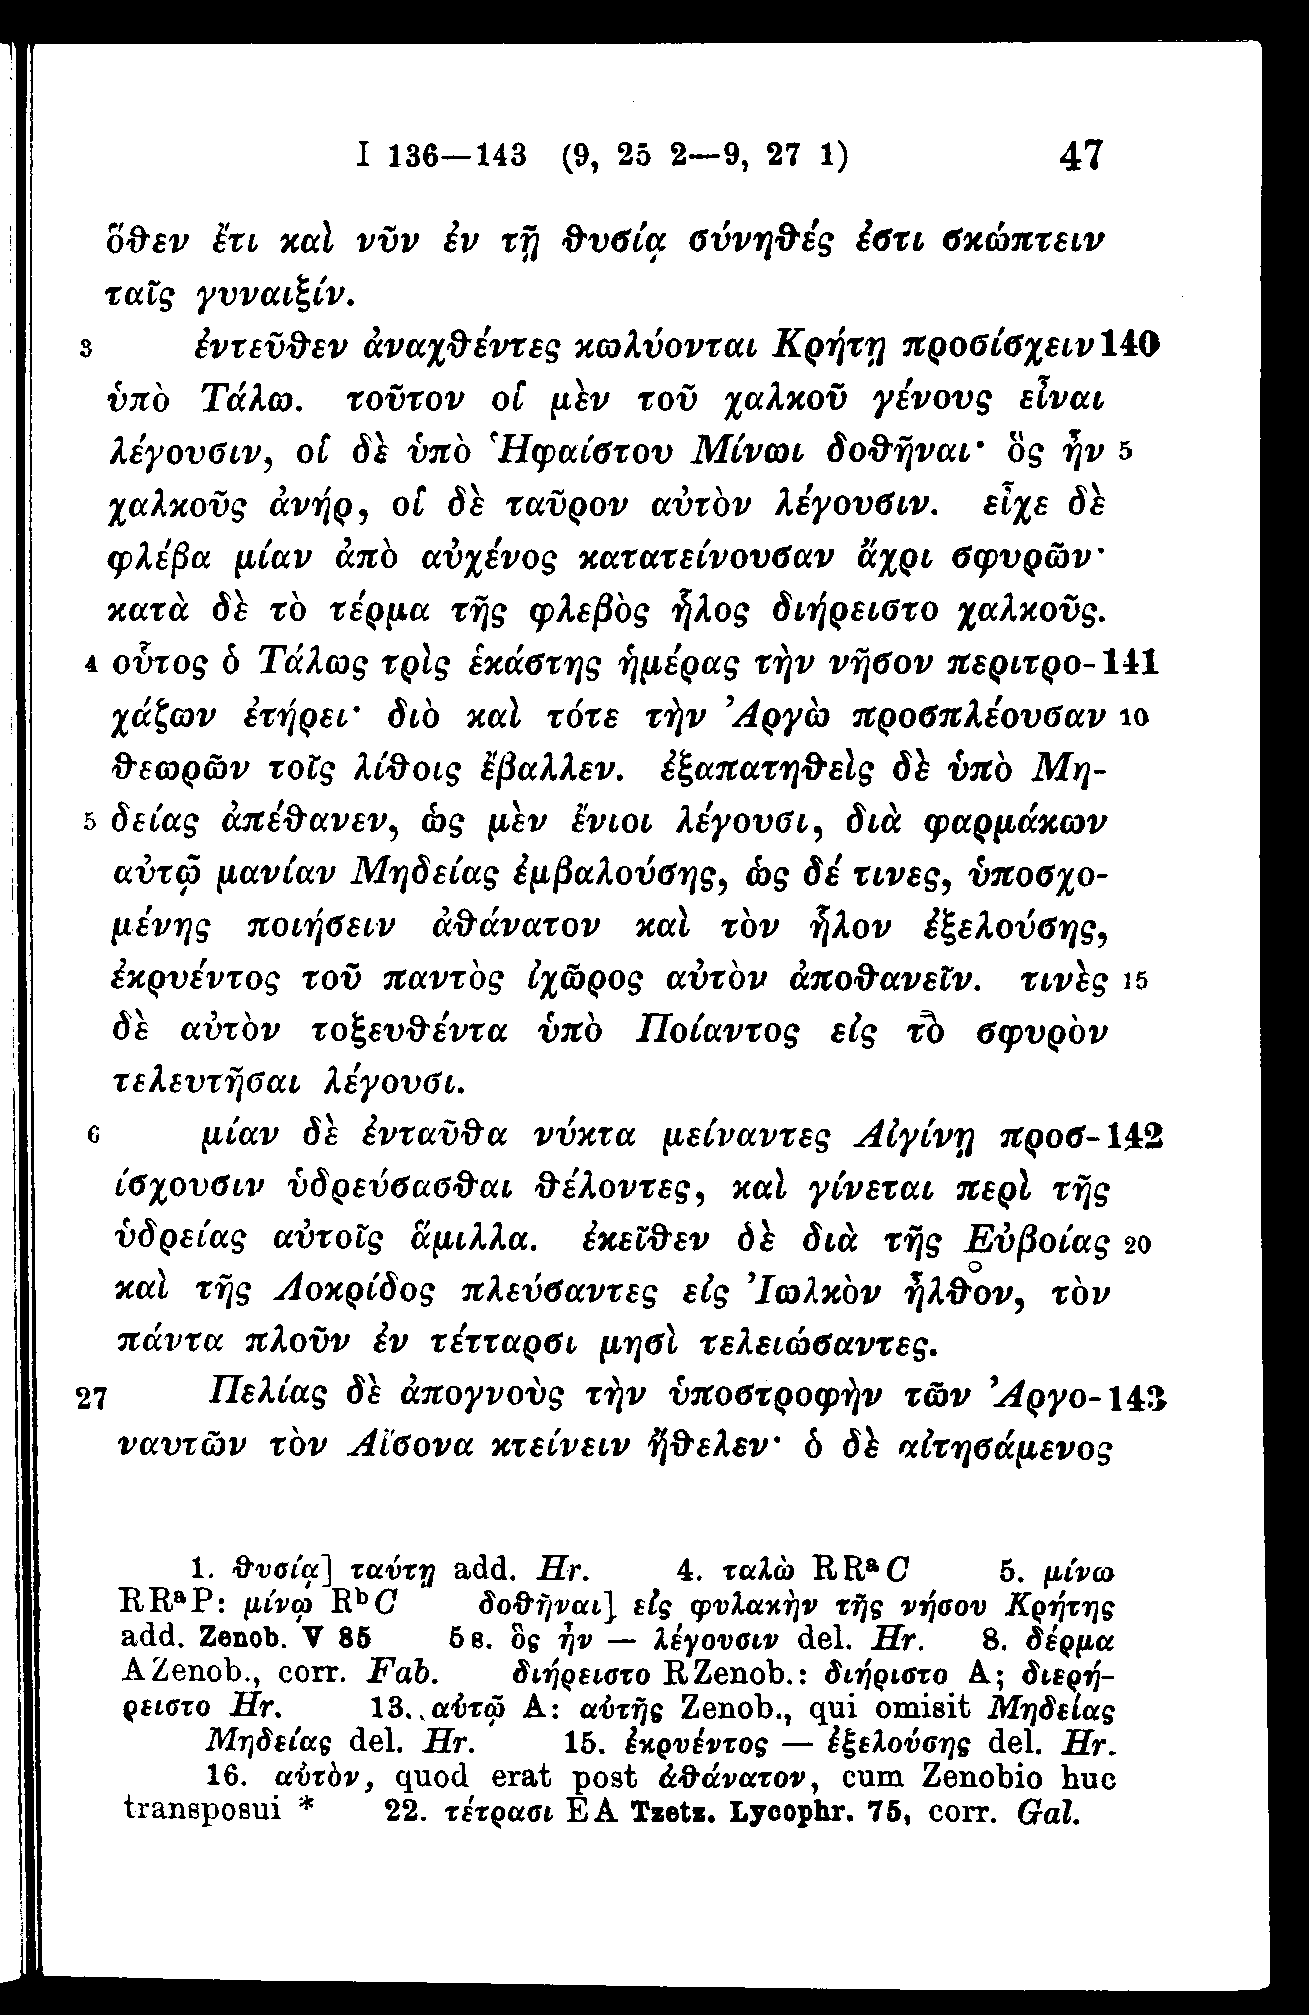 I 136—143 (9, 25 2—9, 27 1) 47
ὅθεν ἔτι καὶ νῦν ἐν τῇ θυσίᾳ σύνηθές ἐστι σκώπτειν
ταῖς γυναιξίν.
3 ἐντεῦθεν ἀναχθέντες κωλύονται Κρήτῃ προσίσχειν 140
ὑπὸ Τάλω. τοῦτον οἱ μὲν τοῦ χαλκοῦ γένους εἶναι
λέγουσιν, οἱ δὲ ὑπὸ Ἡφαίστου Μίνωι δοθῆναι· ὃς ἦν 5
χαλκοῦς ἀνήρ, οἱ δὲ ταῦρον αὐτὸν λέγουσιν. εἶχε δὲ
φλέβα μίαν ἀπὸ αὐχένος κατατείνουσαν ἄχρι σφυρῶν·
κατὰ δὲ τὸ τέρμα τῆς φλεβὸς ἧλος διήρειστο χαλκοῦς.
4 οὗτος ὁ Τάλως τρὶς ἑκάστης ἡμέρας τὴν νῆσον περιτρο- 141
χάζων ἐτήρει· διὸ καὶ τότε τὴν Ἀργὼ προσπλέουσαν 10
θεωρῶν τοῖς λίθοις ἔβαλλεν. ἐξαπατηθεὶς δὲ ὑπὸ Μη-
5 δείας ἀπέθανεν, ὡς μὲν ἔνιοι λέγουσι, διὰ φαρμάκων
αὐτῷ μανίαν Μηδείας ἐμβαλούσης, ὡς δέ τινες, ὑποσχο-
μένης ποιήσειν ἀθάνατον καὶ τὸν ἧλον ἐξελούσης,
ἐκρυέντος τοῦ παντὸς ἰχῶρος αὐτὸν ἀποθανεῖν. τινὲς 15
δὲ αὐτὸν τοξευθέντα ὑπὸ Ποίαντος εἰς τὸ σφυρὸν
τελευτῆσαι λέγουσι.
6 μίαν δὲ ἐνταῦθα νύκτα μείναντες Αἰγίνῃ προσ- 142
ίσχουσιν ὑδρεύσασθαι θέλοντες, καὶ γίνεται περὶ τῆς
ὑδρείας αὐτοῖς ἅμιλλα. ἐκεῖθεν δὲ διὰ τῆς Εὐβοίας 20
καὶ τῆς Λοκρίδος πλεύσαντες εἰς Ἰωλκὸν ἦλθον, τὸν
πάντα πλοῦν ἐν τέτταρσι μησὶ τελειώσαντες.
27 Πελίας δὲ ἀπογνοὺς τὴν ὑποστροφὴν τῶν Ἀργο- 143
ναυτῶν τὸν Αἴσονα κτείνειν ἤθελεν· ὁ δὲ αἰτησάμενος
1. θυσίᾳ] ταύτῃ add. Hr. 4. ταλὼ RRᵃC 5. μίνω
RRᵃP: μίνῳ RᵇC δοθῆναι] εἰς φυλακὴν τῆς νήσου Κρήτης
add. Zenob. V 85 5 s. ὃς ἦν — λέγουσιν del. Hr. 8. δέρμα
A Zenob., corr. Fab. διήρειστο R Zenob.: διήριστο A; διερή-
ρειστο Hr. 13. αὐτῷ A: αὐτῆς Zenob., qui omisit Μηδείας
Μηδείας del. Hr. 15. ἐκρυέντος — ἐξελούσης del. Hr.
16. αὐτὸν, quod erat post ἀθάνατον, cum Zenobio huc
transposui * 22. τέτρασι EA Tzetz. Lycophr. 75, corr. Gal.